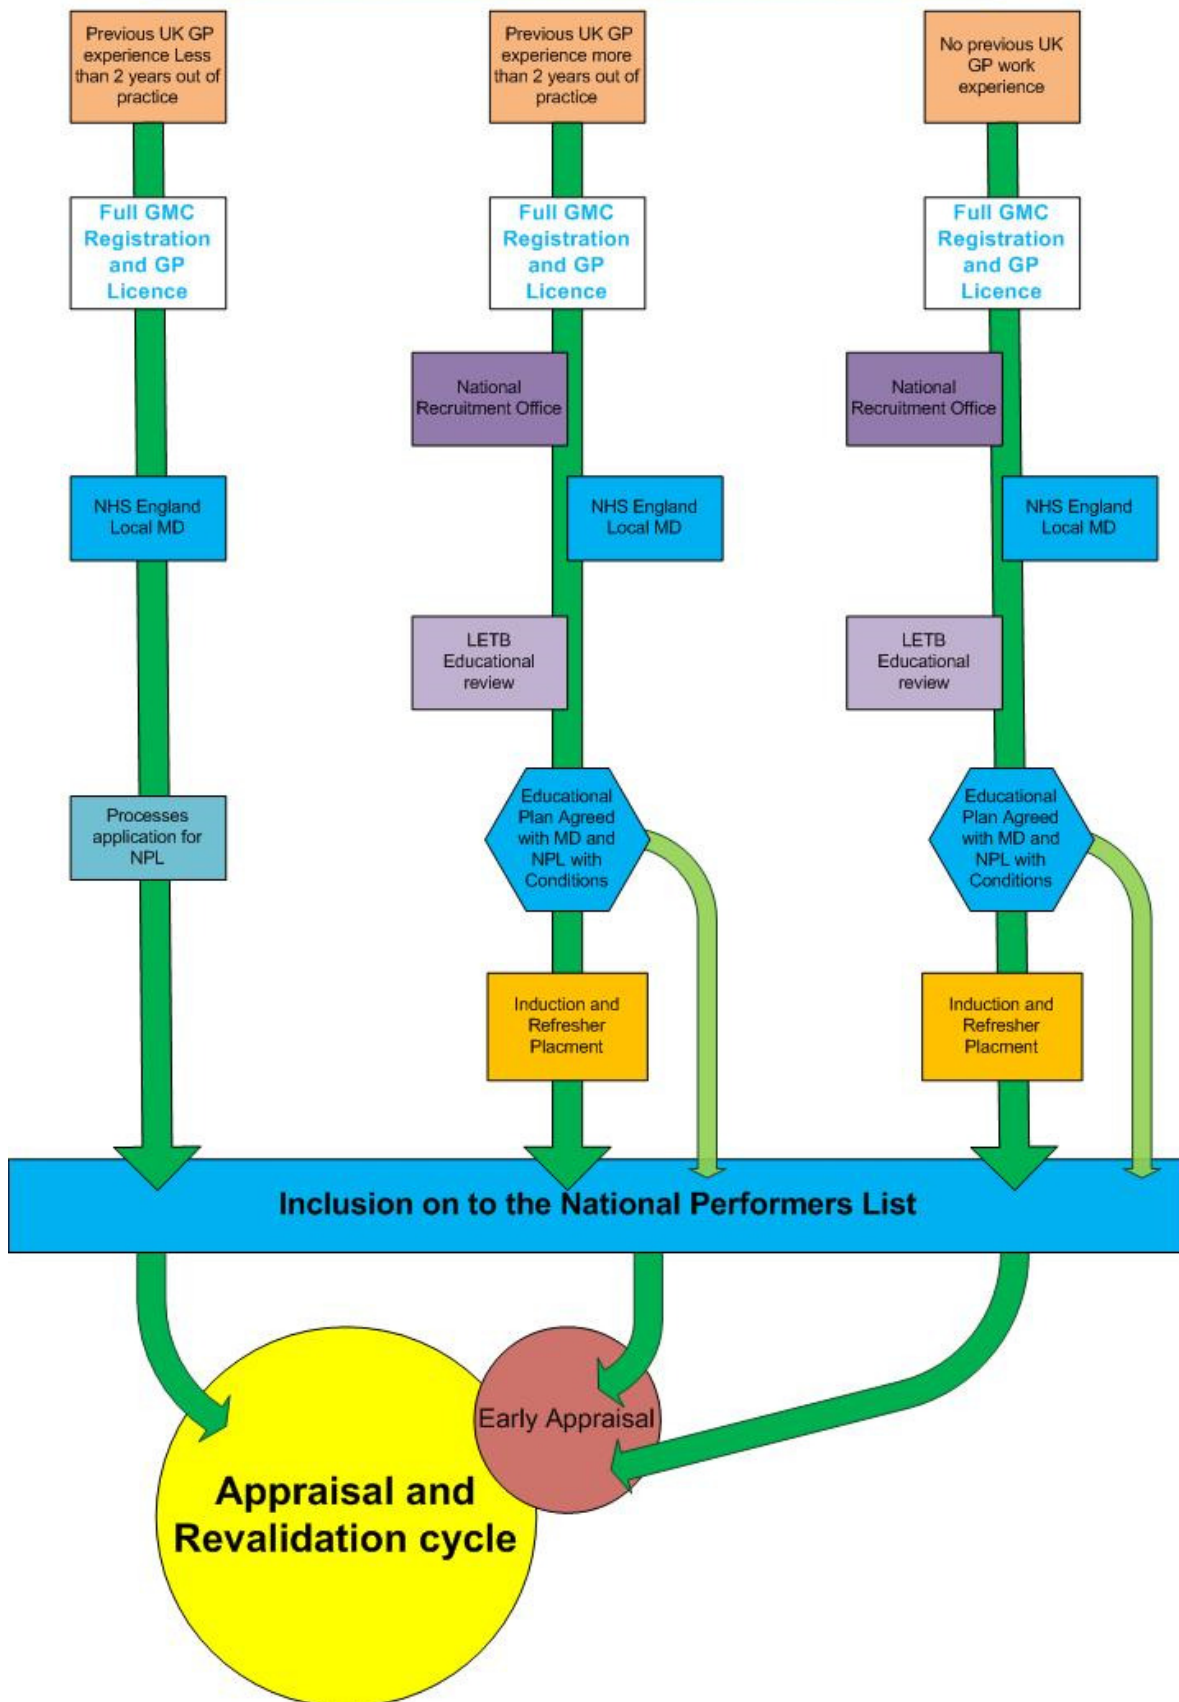 Previous UK GP
experience Less
than 2 years out of
practice
Previous UK GP
experience more
than 2 years out of
practice
No previous UK
GP work
experience
Full GMC
Registration
and GP
Licence
Full GMC
Registration
and GP
Licence
Full GMC
Registration
and GP
Licence
National
Recruitment Office
National
Recruitment Office
NHS England
Local MD
NHS England
Local MD
NHS England
Local MD
LETB
Educational
review
LETB
Educational
review
Processes
application for
NPL
Educational
Plan Agreed
with MD and
NPL with
Conditions
Educational
Plan Agreed
with MD and
NPL with
Conditions
Induction and
Refresher
Placment
Induction and
Refresher
Placment
Inclusion on to the National Performers List
Early Appraisal
Appraisal and
Revalidation cycle